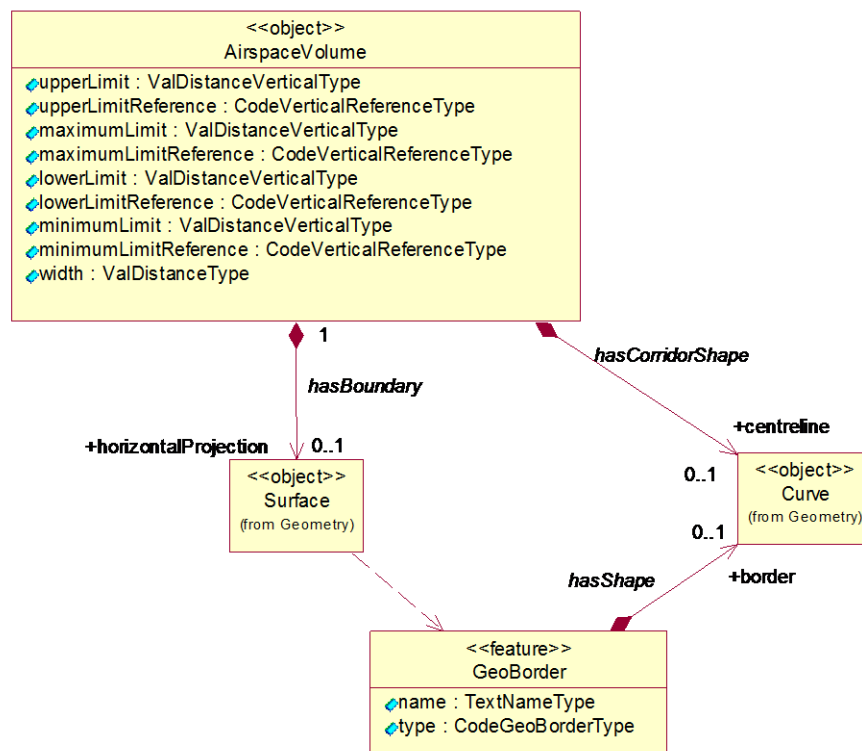 <<object>>
AirspaceVolume
upperLimit : ValDistanceVerticalType
upperLimitReference : CodeVerticalReferenceType
maximumLimit : ValDistanceVerticalType
maximumLimitReference : CodeVerticalReferenceType
lowerLimit : ValDistanceVerticalType
lowerLimitReference : CodeVerticalReferenceType
minimumLimit : ValDistanceVerticalType
minimumLimitReference : CodeVerticalReferenceType
width : ValDistanceType
1
hasCorridorShape
hasBoundary
+centreline
+horizontalProjection
0..1
<<object>>
Surface
(from Geometry)
0..1
<<object>>
Curve
(from Geometry)
0..1
hasShape
+border
<<feature>>
GeoBorder
name : TextNameType
type : CodeGeoBorderType